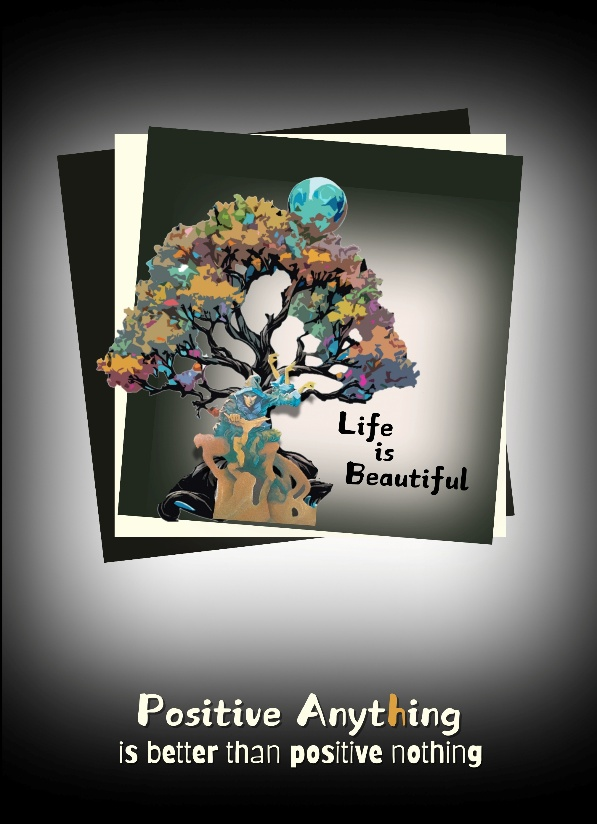 Life
is
Beautiful
Positive Anything
is better than positive nothing